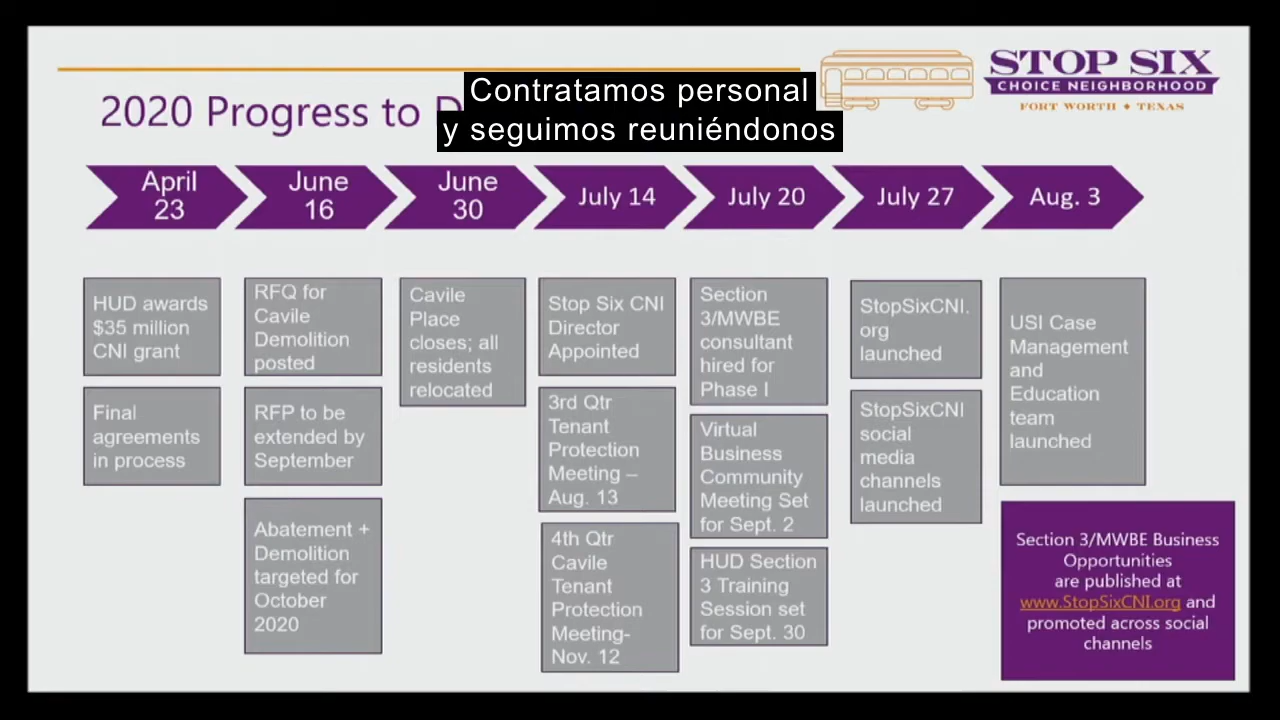 STOP SIX
CHOICE NEIGHBORHOOD
FORT WORTH ♦ TEXAS
2020 Progress to
Contratamos personal
y seguimos reuniéndonos
April
23
June
16
June
30
July 14
July 20
July 27
Aug. 3
HUD awards
$35 million
CNI grant
Final
agreements
in process
RFQ for
Cavile
Demolition
posted
RFP to be
extended by
September
Abatement +
Demolition
targeted for
October
2020
Cavile
Place
closes; all
residents
relocated
Stop Six CNI
Director
Appointed
3rd Qtr
Tenant
Protection
Meeting –
Aug. 13
4th Qtr
Cavile
Tenant
Protection
Meeting-
Nov. 12
Section
3/MWBE
consultant
hired for
Phase I
Virtual
Business
Community
Meeting Set
for Sept. 2
HUD Section
3 Training
Session set
for Sept. 30
StopSixCNI.
org
launched
StopSixCNI
social
media
channels
launched
USI Case
Management
and
Education
team
launched
Section 3/MWBE Business
Opportunities
are published at
www.StopSixCNI.org and
promoted across social
channels